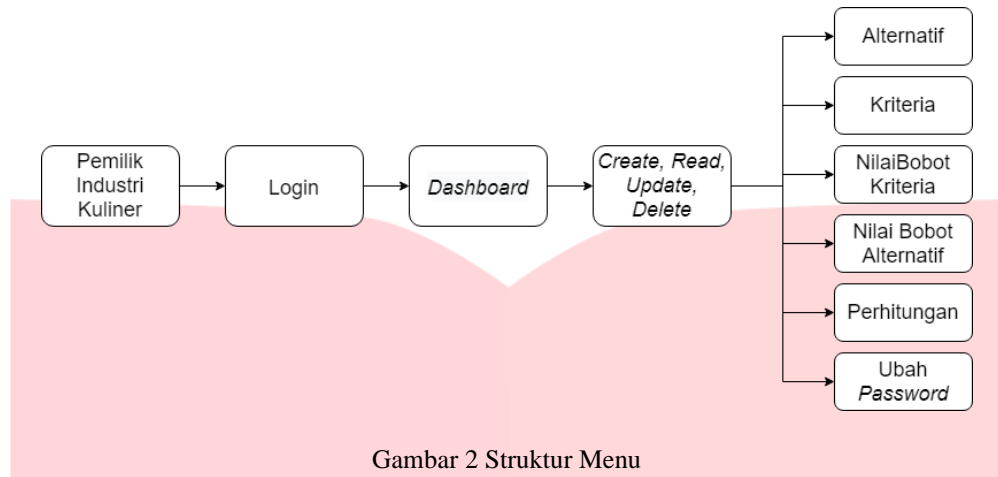 Pemilik
Industri
Kuliner
Login
Dashboard
Create, Read,
Update,
Delete
Alternatif
Kriteria
NilaiBobot
Kriteria
Nilai Bobot
Alternatif
Perhitungan
Ubah
Password
Gambar 2 Struktur Menu